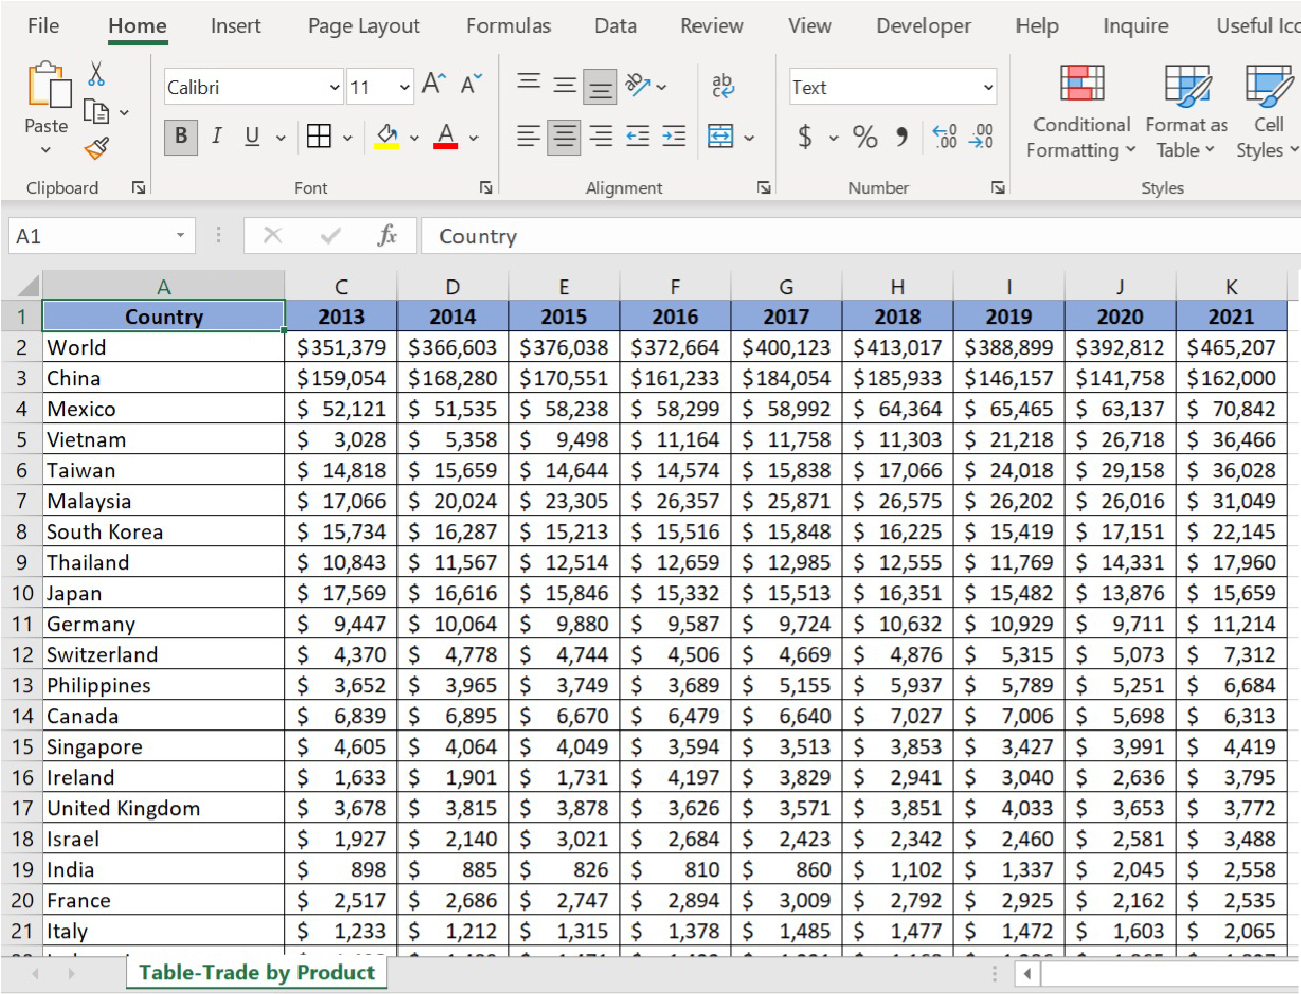 File Home Insert Page Layout Formulas Data Review View Developer Help Inquire Useful
Calibri 11 A A ab Text
Paste B I U A $ % .00 .00 Conditional Formatting Format as Table Cell Styles
Clipboard Font Alignment Number Styles
A1 fx Country
A C D E F G H I J K
1 Country 2013 2014 2015 2016 2017 2018 2019 2020 2021
2 World $351,379 $366,603 $376,038 $372,664 $400,123 $413,017 $388,899 $392,812 $465,207
3 China $159,054 $168,280 $170,551 $161,233 $184,054 $185,933 $146,157 $141,758 $162,000
4 Mexico $ 52,121 $ 51,535 $ 58,238 $ 58,299 $ 58,992 $ 64,364 $ 65,465 $ 63,137 $ 70,842
5 Vietnam $ 3,028 $ 5,358 $ 9,498 $ 11,164 $ 11,758 $ 11,303 $ 21,218 $ 26,718 $ 36,466
6 Taiwan $ 14,818 $ 15,659 $ 14,644 $ 14,574 $ 15,838 $ 17,066 $ 24,018 $ 29,158 $ 36,028
7 Malaysia $ 17,066 $ 20,024 $ 23,305 $ 26,357 $ 25,871 $ 26,575 $ 26,202 $ 26,016 $ 31,049
8 South Korea $ 15,734 $ 16,287 $ 15,213 $ 15,516 $ 15,848 $ 16,225 $ 15,419 $ 17,151 $ 22,145
9 Thailand $ 10,843 $ 11,567 $ 12,514 $ 12,659 $ 12,985 $ 12,555 $ 11,769 $ 14,331 $ 17,960
10 Japan $ 17,569 $ 16,616 $ 15,846 $ 15,332 $ 15,513 $ 16,351 $ 15,482 $ 13,876 $ 15,659
11 Germany $ 9,447 $ 10,064 $ 9,880 $ 9,587 $ 9,724 $ 10,632 $ 10,929 $ 9,711 $ 11,214
12 Switzerland $ 4,370 $ 4,778 $ 4,744 $ 4,506 $ 4,669 $ 4,876 $ 5,315 $ 5,073 $ 7,312
13 Philippines $ 3,652 $ 3,965 $ 3,749 $ 3,689 $ 5,155 $ 5,937 $ 5,789 $ 5,251 $ 6,684
14 Canada $ 6,839 $ 6,895 $ 6,670 $ 6,479 $ 6,640 $ 7,027 $ 7,006 $ 5,698 $ 6,313
15 Singapore $ 4,605 $ 4,064 $ 4,049 $ 3,594 $ 3,513 $ 3,853 $ 3,427 $ 3,991 $ 4,419
16 Ireland $ 1,633 $ 1,901 $ 1,731 $ 4,197 $ 3,829 $ 2,941 $ 3,040 $ 2,636 $ 3,795
17 United Kingdom $ 3,678 $ 3,815 $ 3,878 $ 3,626 $ 3,571 $ 3,851 $ 4,033 $ 3,653 $ 3,772
18 Israel $ 1,927 $ 2,140 $ 3,021 $ 2,684 $ 2,423 $ 2,342 $ 2,460 $ 2,581 $ 3,488
19 India $ 898 $ 885 $ 826 $ 810 $ 860 $ 1,102 $ 1,337 $ 2,045 $ 2,558
20 France $ 2,517 $ 2,686 $ 2,747 $ 2,894 $ 3,009 $ 2,792 $ 2,925 $ 2,162 $ 2,535
21 Italy $ 1,233 $ 1,212 $ 1,315 $ 1,378 $ 1,485 $ 1,477 $ 1,472 $ 1,603 $ 2,065
Table-Trade by Product